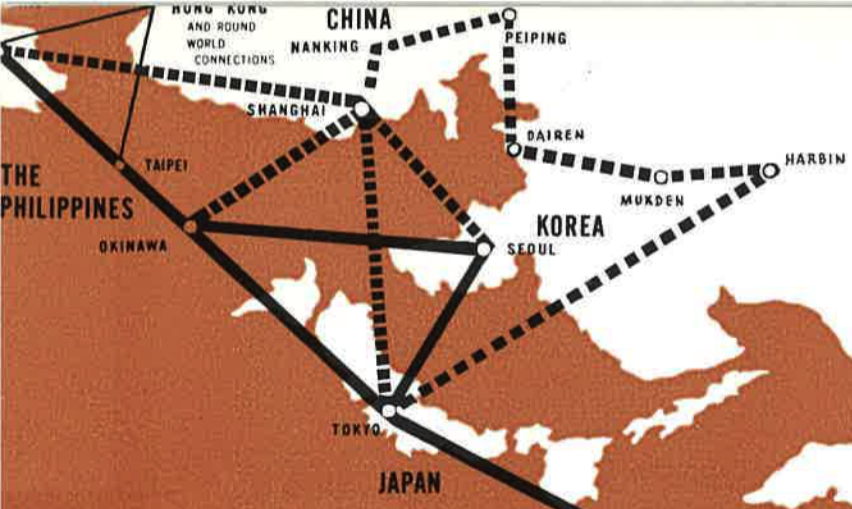 HONG KONG
AND ROUND
WORLD
CONNECTIONS
CHINA
NANKING
PEIPING
SHANGHAI
DAIREN
HARBIN
MUKDEN
TAIPEI
THE
PHILIPPINES
OKINAWA
KOREA
SEOUL
TOKYO
JAPAN